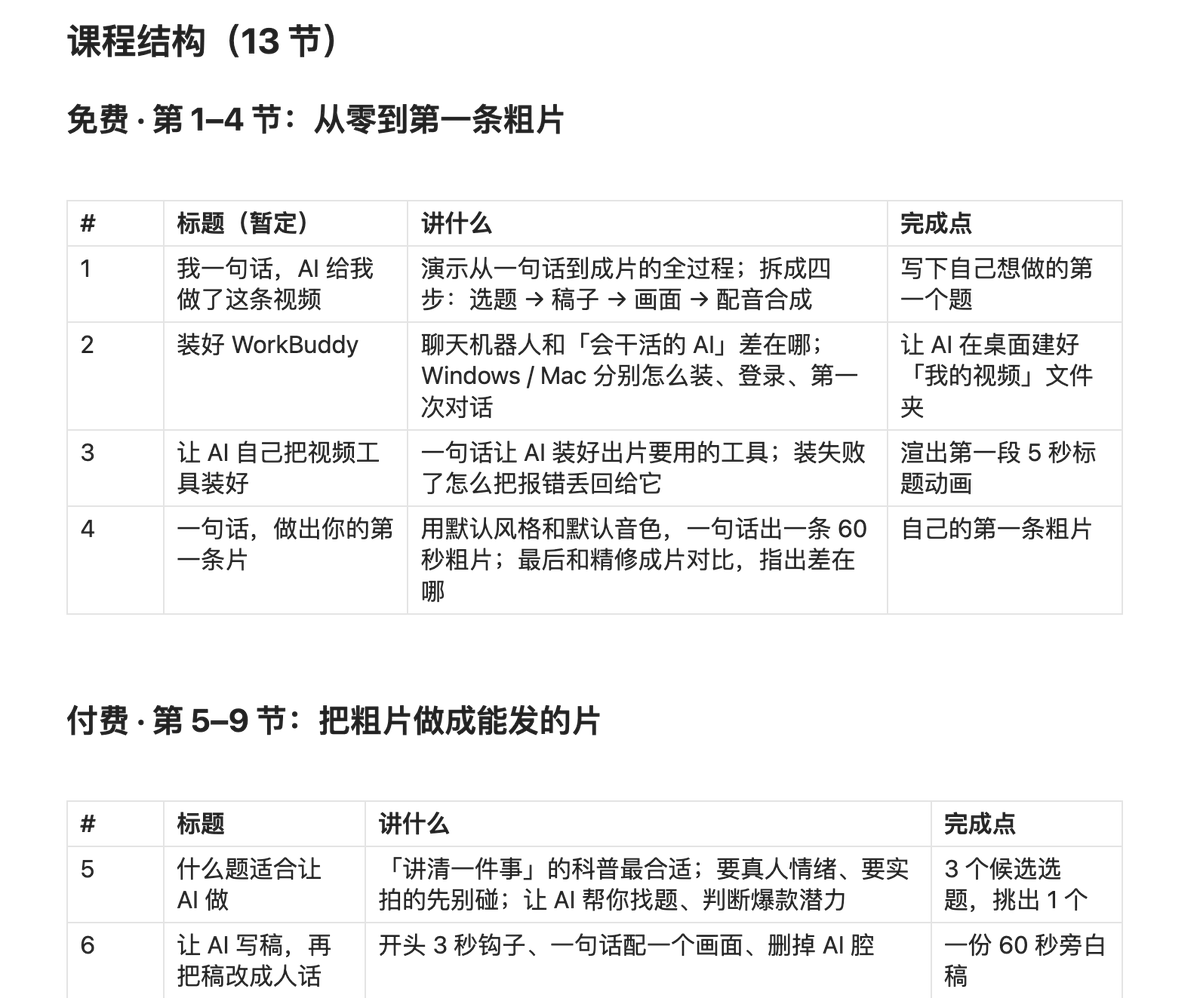 课程结构（13 节）
免费 · 第 1–4 节：从零到第一条粗片
# 标题（暂定） 讲什么 完成点
1 我一句话，AI 给我做了这条视频 演示从一句话到成片的全过程；拆成四步：选题 → 稿子 → 画面 → 配音合成 写下自己想做的第一个题
2 装好 WorkBuddy 聊天机器人和「会干活的 AI」差在哪；Windows / Mac 分别怎么装、登录、第一次对话 让 AI 在桌面建好「我的视频」文件夹
3 让 AI 自己把视频工具装好 一句话让 AI 装好出片要用的工具；装失败了怎么把报错丢回给它 渲出第一段 5 秒标题动画
4 一句话，做出你的第一条片 用默认风格和默认音色，一句话出一条 60 秒粗片；最后和精修成片对比，指出差在哪 自己的第一条粗片
付费 · 第 5–9 节：把粗片做成能发的片
# 标题 讲什么 完成点
5 什么题适合让 AI 做 「讲清一件事」的科普最合适；要真人情绪、要实拍的先别碰；让 AI 帮你找题、判断爆款潜力 3 个候选选题，挑出 1 个
6 让 AI 写稿，再把稿改成人话 开头 3 秒钩子、一句话配一个画面、删掉 AI 腔 一份 60 秒旁白稿